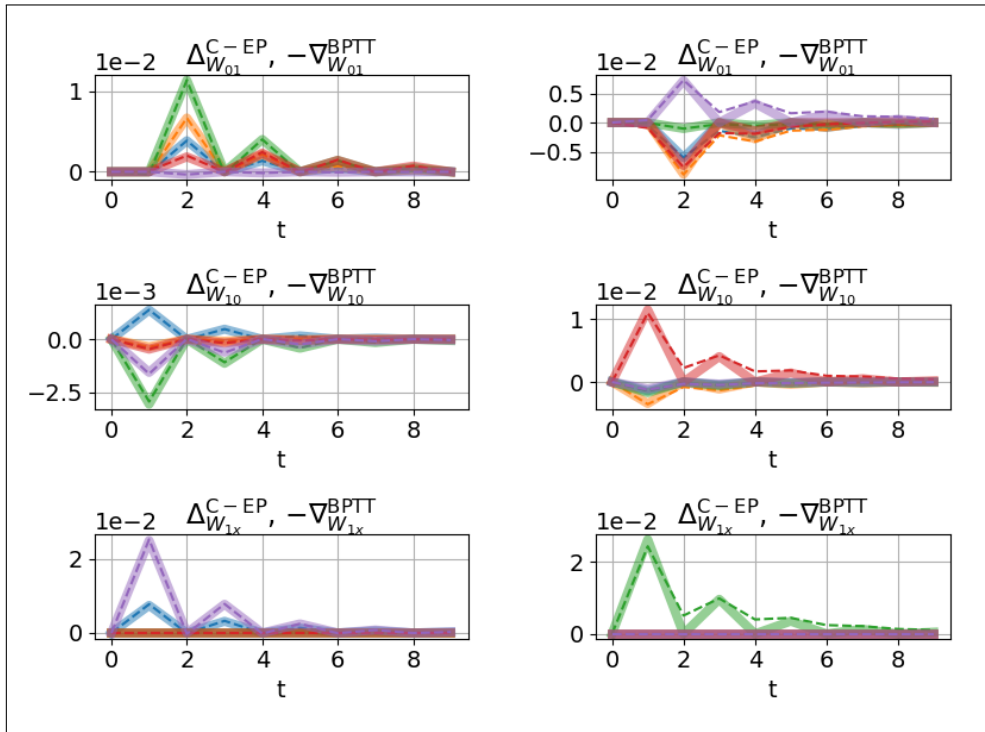 1e−2 Δ^{C−EP}_{W_{01}}, −∇^{BPTT}_{W_{01}}
1
0
0 2 4 6 8
t
1e−2 Δ^{C−EP}_{W_{01}}, −∇^{BPTT}_{W_{01}}
0.5
0.0
−0.5
0 2 4 6 8
t
1e−3 Δ^{C−EP}_{W_{10}}, −∇^{BPTT}_{W_{10}}
0.0
−2.5
0 2 4 6 8
t
1e−2 Δ^{C−EP}_{W_{10}}, −∇^{BPTT}_{W_{10}}
1
0
0 2 4 6 8
t
1e−2 Δ^{C−EP}_{W_{1x}}, −∇^{BPTT}_{W_{1x}}
2
0
0 2 4 6 8
t
1e−2 Δ^{C−EP}_{W_{1x}}, −∇^{BPTT}_{W_{1x}}
2
0
0 2 4 6 8
t